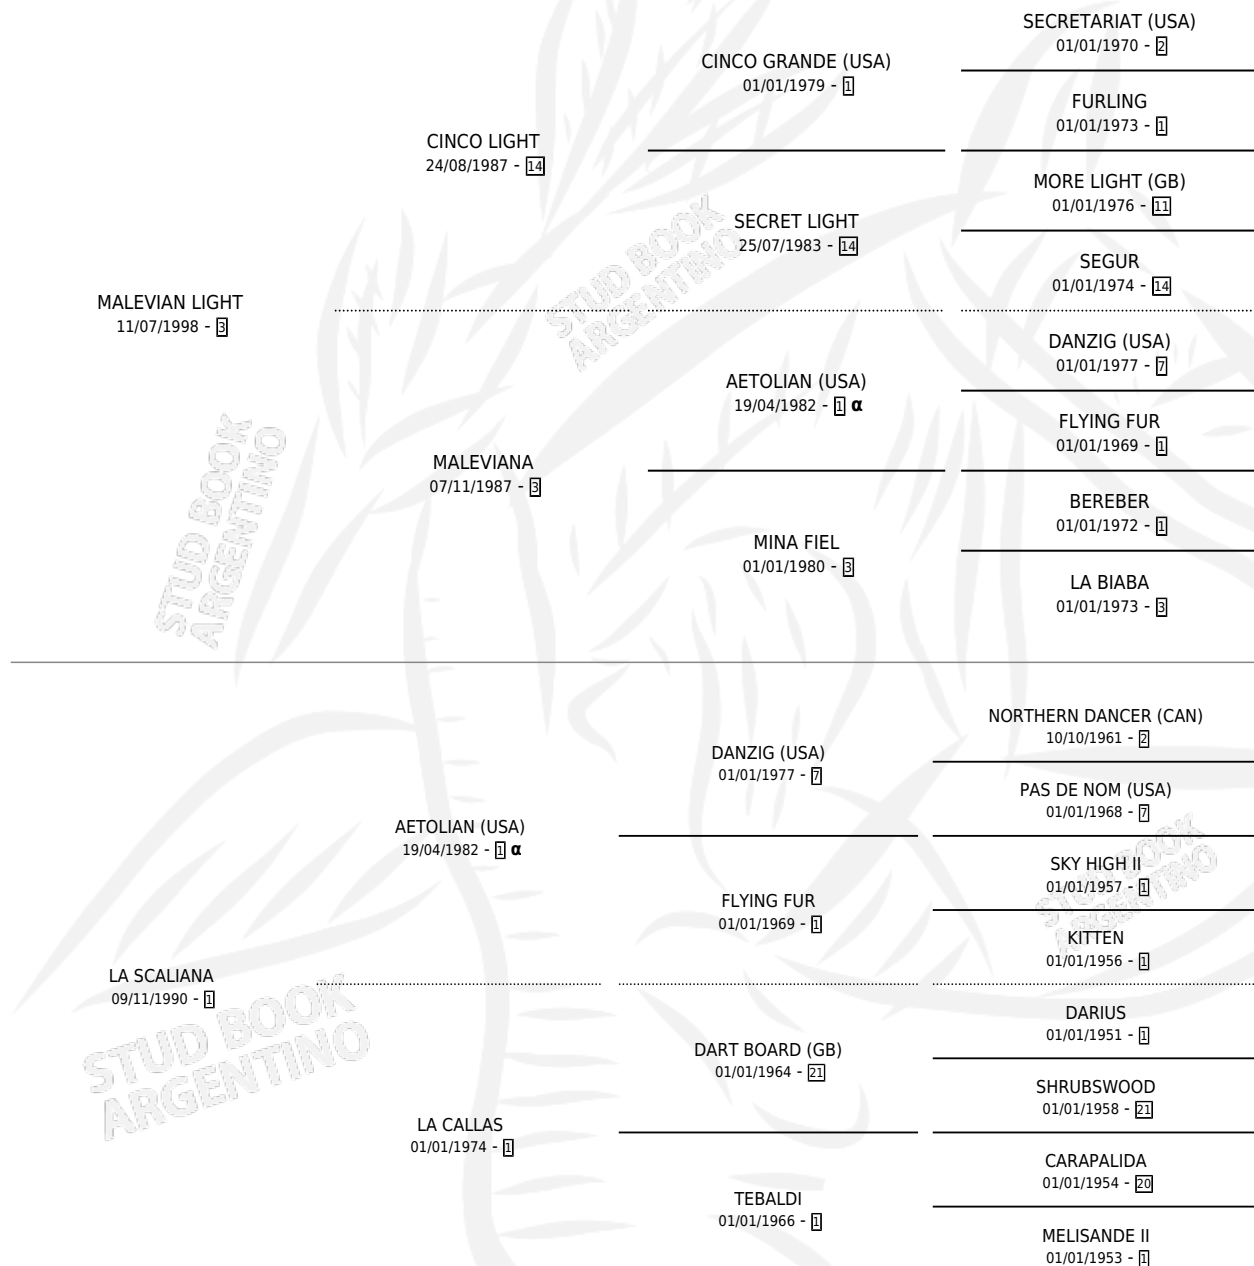 SECRETARIAT (USA)
01/01/1970 - 2
CINCO GRANDE (USA)
01/01/1979 - 1
FURLING
01/01/1973 - 1
CINCO LIGHT
24/08/1987 - 14
MORE LIGHT (GB)
01/01/1976 - 11
SECRET LIGHT
25/07/1983 - 14
SEGUR
01/01/1974 - 14
MALEVIAN LIGHT
11/07/1998 - 3
STUD BOOK
ARGENTINO
DANZIG (USA)
01/01/1977 - 7
AETOLIAN (USA)
19/04/1982 - 1 α
FLYING FUR
01/01/1969 - 1
MALEVIANA
07/11/1987 - 3
BEREBER
01/01/1972 - 1
MINA FIEL
01/01/1980 - 3
LA BIABA
01/01/1973 - 3
STUD BOOK
ARGENTINO
NORTHERN DANCER (CAN)
10/10/1961 - 2
DANZIG (USA)
01/01/1977 - 7
PAS DE NOM (USA)
01/01/1968 - 7
AETOLIAN (USA)
19/04/1982 - 1 α
SKY HIGH II
01/01/1957 - 1
FLYING FUR
01/01/1969 - 1
KITTEN
01/01/1956 - 1
STUD BOOK
ARGENTINO
LA SCALIANA
09/11/1990 - 1
DARIUS
01/01/1951 - 1
DART BOARD (GB)
01/01/1964 - 21
SHRUBSWOOD
01/01/1958 - 21
STUD BOOK
ARGENTINO
LA CALLAS
01/01/1974 - 1
CARAPALIDA
01/01/1954 - 20
TEBALDI
01/01/1966 - 1
MELISANDE II
01/01/1953 - 1